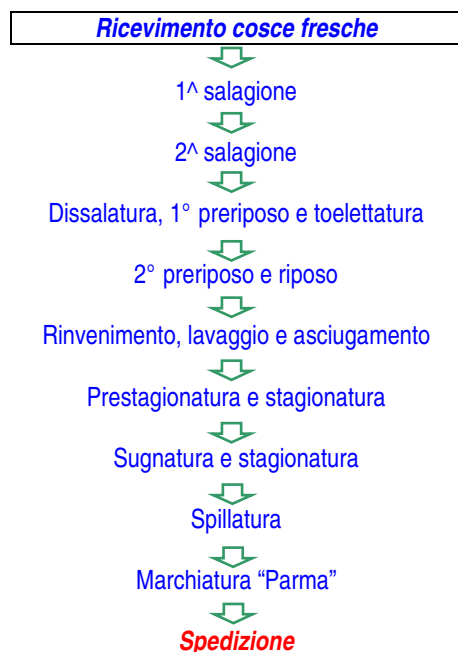 Ricevimento cosce fresche
1^ salagione
2^ salagione
Dissalatura, 1° preriposo e toelettatura
2° preriposo e riposo
Rinvenimento, lavaggio e asciugamento
Prestagionatura e stagionatura
Sugnatura e stagionatura
Spillatura
Marchiatura “Parma”
Spedizione